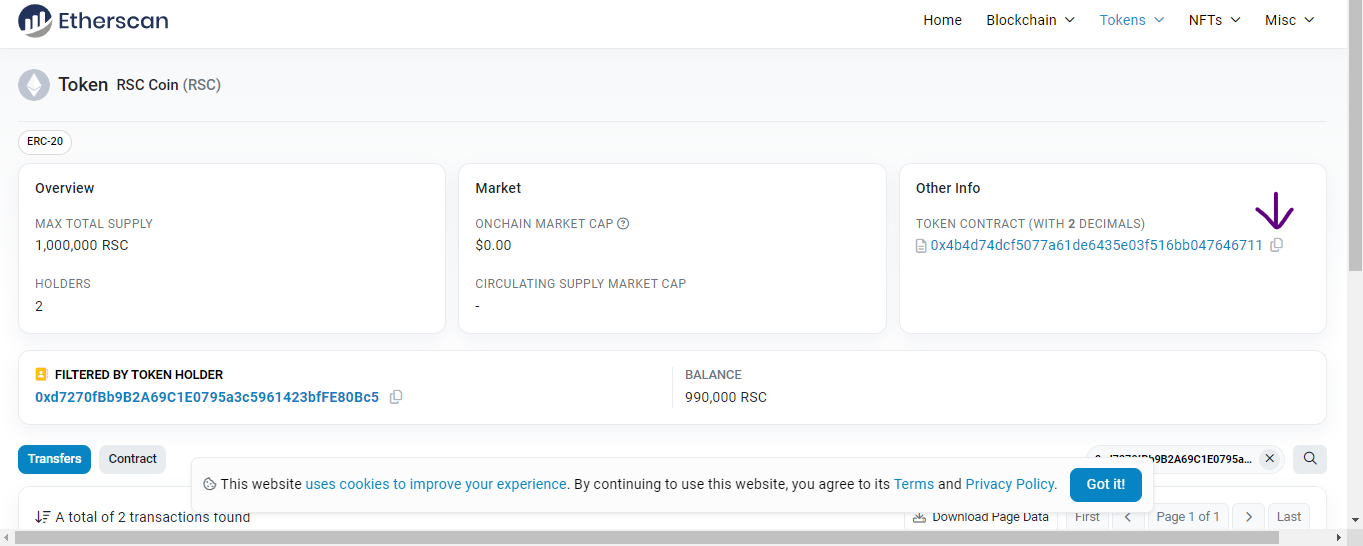 Etherscan
Home Blockchain Tokens NFTs Misc
Token RSC Coin (RSC)
ERC-20
Overview
MAX TOTAL SUPPLY
1,000,000 RSC
HOLDERS
2
Market
ONCHAIN MARKET CAP
$0.00
CIRCULATING SUPPLY MARKET CAP
-
Other Info
TOKEN CONTRACT (WITH 2 DECIMALS)
0x4b4d74dcf5077a61de6435e03f516bb047646711
FILTERED BY TOKEN HOLDER
0xd7270fBb9B2A69C1E0795a3c5961423bfFE80Bc5
BALANCE
990,000 RSC
Transfers Contract
This website uses cookies to improve your experience. By continuing to use this website, you agree to its Terms and Privacy Policy. Got it!
A total of 2 transactions found
Download Page Data First Page 1 of 1 Last